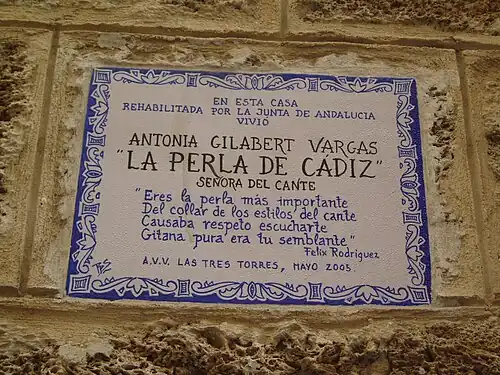 EN ESTA CASA
REHABILITADA POR LA JUNTA DE ANDALUCIA
VIVIÓ
ANTONIA GILABERT VARGAS
"LA PERLA DE CÁDIZ"
SEÑORA DEL CANTE
"Eres la perla más importante
Del collar de los estilos del cante
Causaba respeto escucharte
Gitana pura era tu semblante"
Felix Rodriguez
A.V.V. LAS TRES TORRES, MAYO 2005.